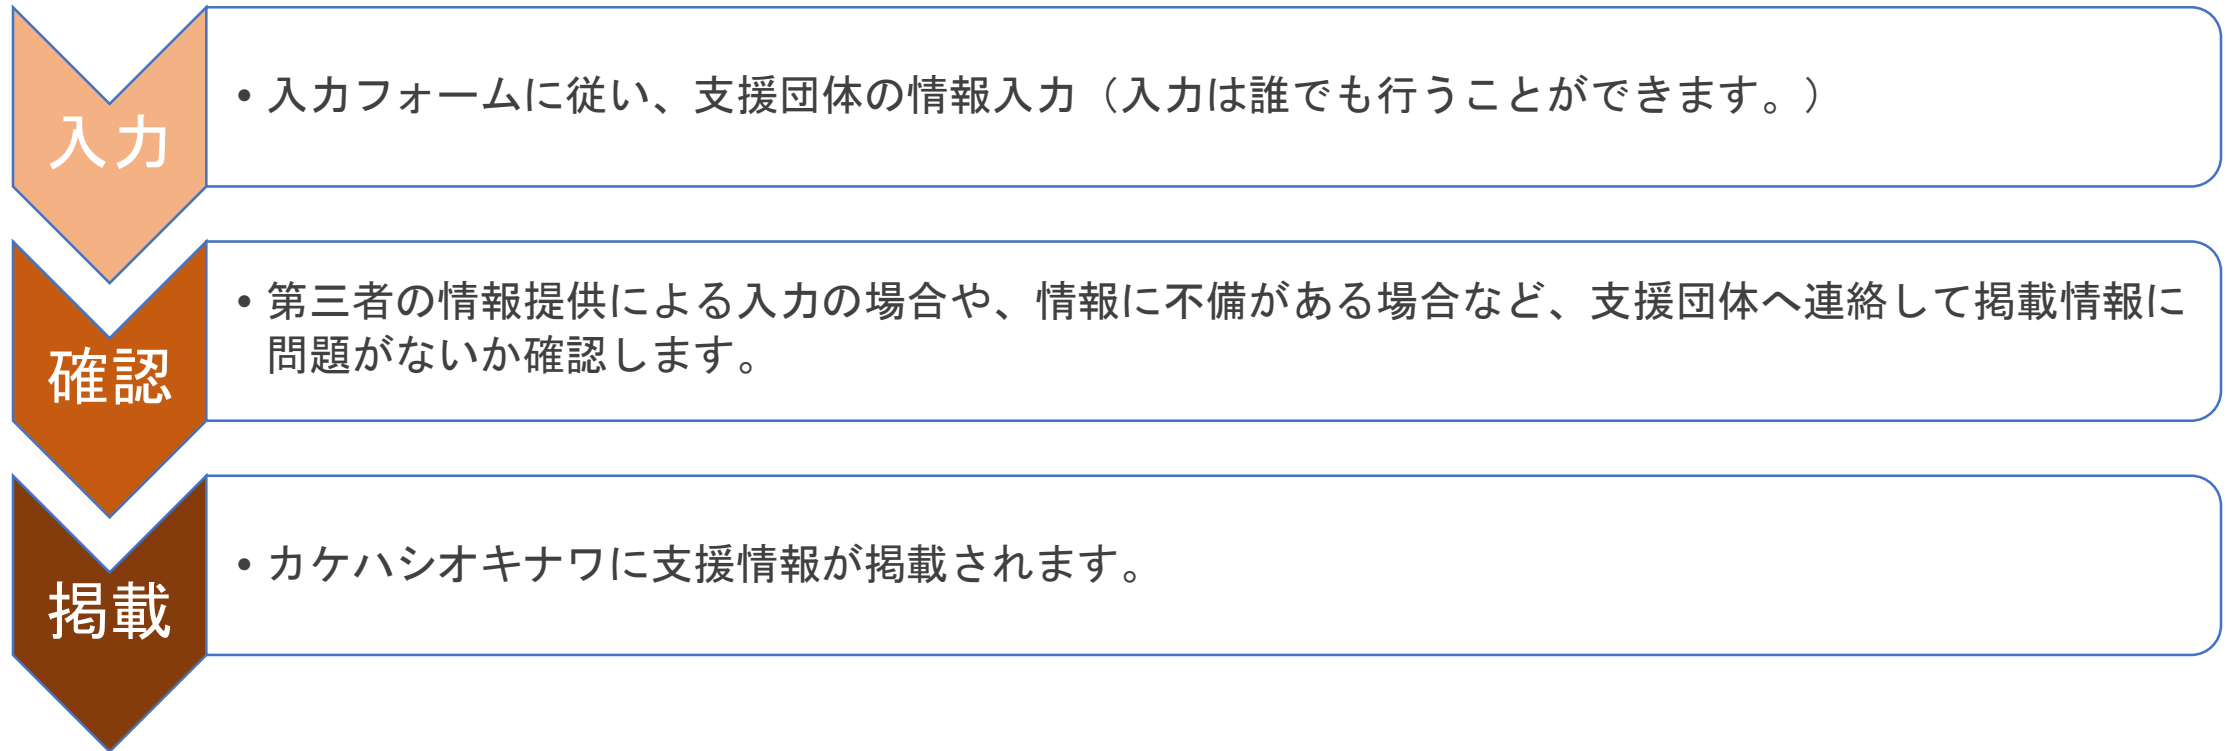 入力
• 入力フォームに従い、支援団体の情報入力（入力は誰でも行うことができます。）
確認
• 第三者の情報提供による入力の場合や、情報に不備がある場合など、支援団体へ連絡して掲載情報に
問題がないか確認します。
掲載
• カケハシオキナワに支援情報が掲載されます。